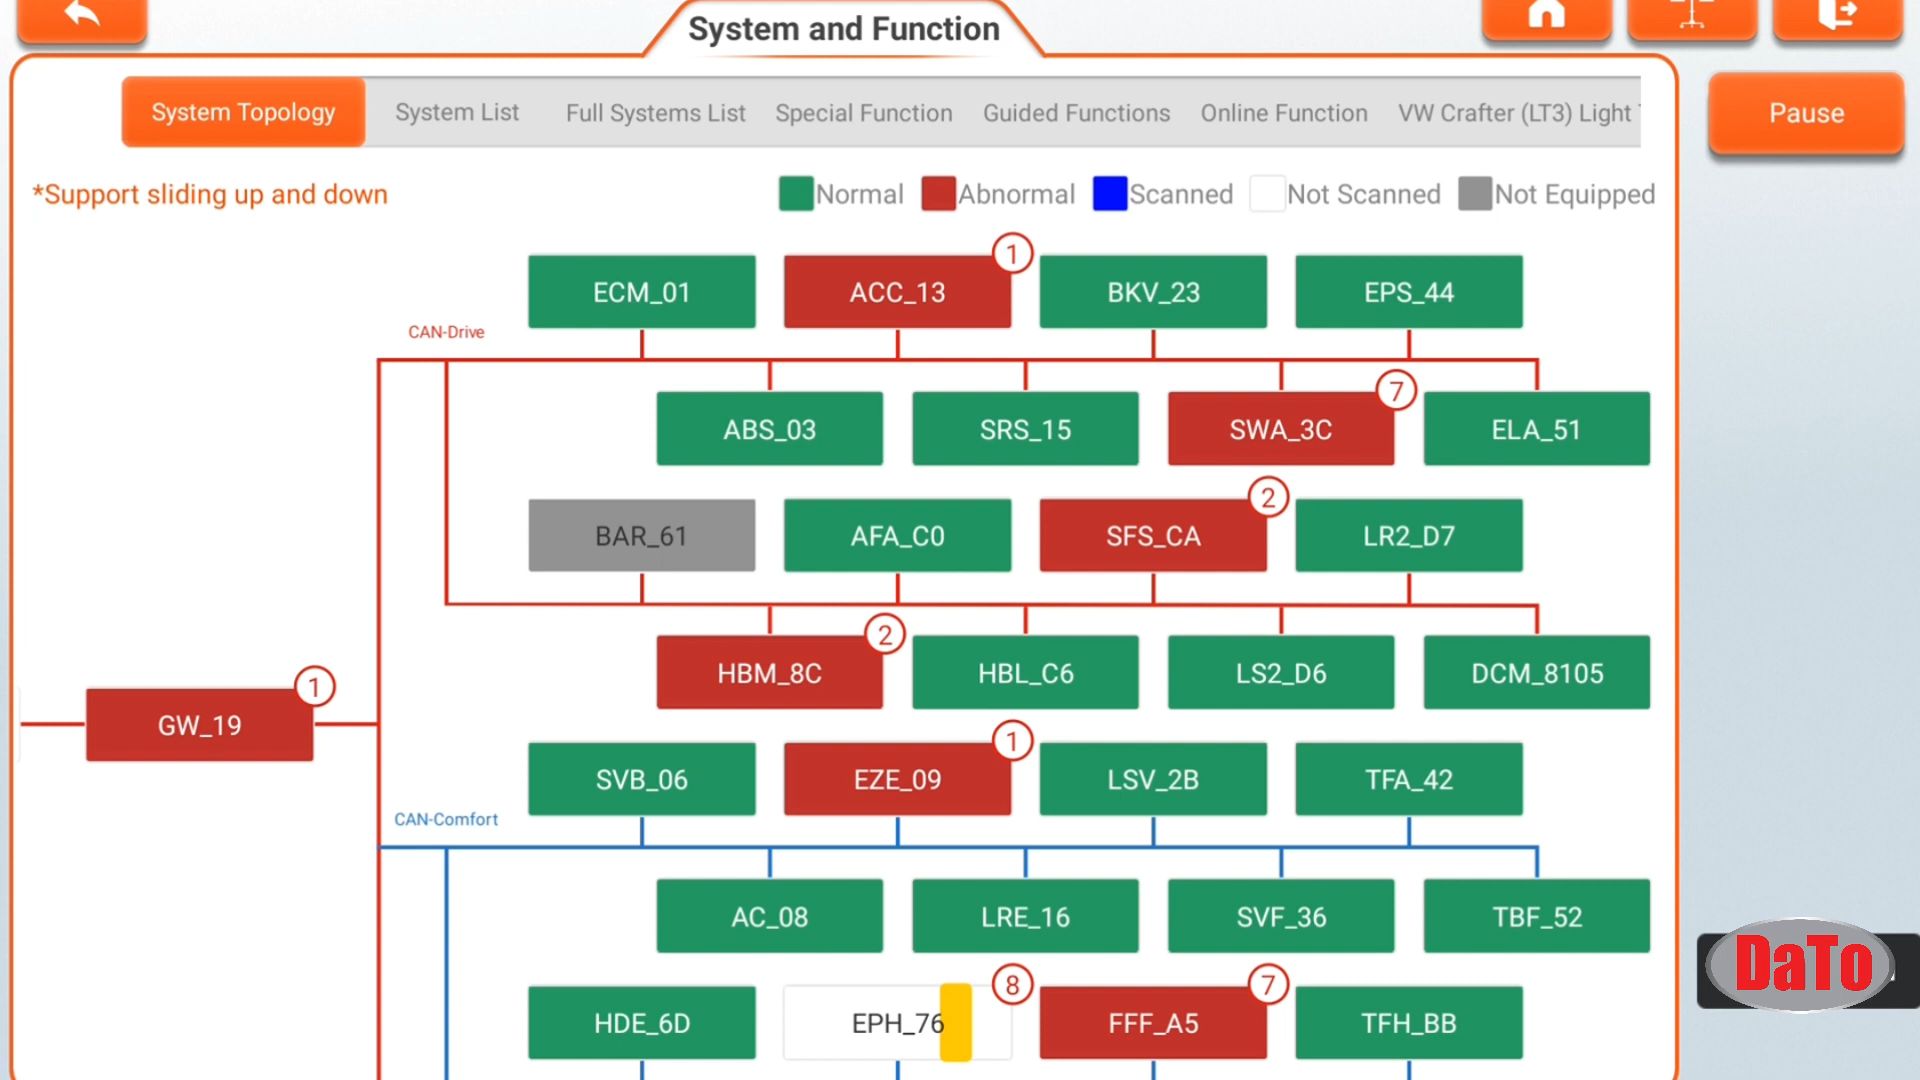 System and Function
System Topology
System List
Full Systems List
Special Function
Guided Functions
Online Function
VW Crafter (LT3) Light
Pause
*Support sliding up and down
Normal
Abnormal
Scanned
Not Scanned
Not Equipped
1
ECM_01
ACC_13
BKV_23
EPS_44
CAN-Drive
7
ABS_03
SRS_15
SWA_3C
ELA_51
2
BAR_61
AFA_C0
SFS_CA
LR2_D7
2
HBM_8C
HBL_C6
LS2_D6
DCM_8105
1
GW_19
1
SVB_06
EZE_09
LSV_2B
TFA_42
CAN-Comfort
AC_08
LRE_16
SVF_36
TBF_52
DaTo
8
7
HDE_6D
EPH_76
FFF_A5
TFH_BB